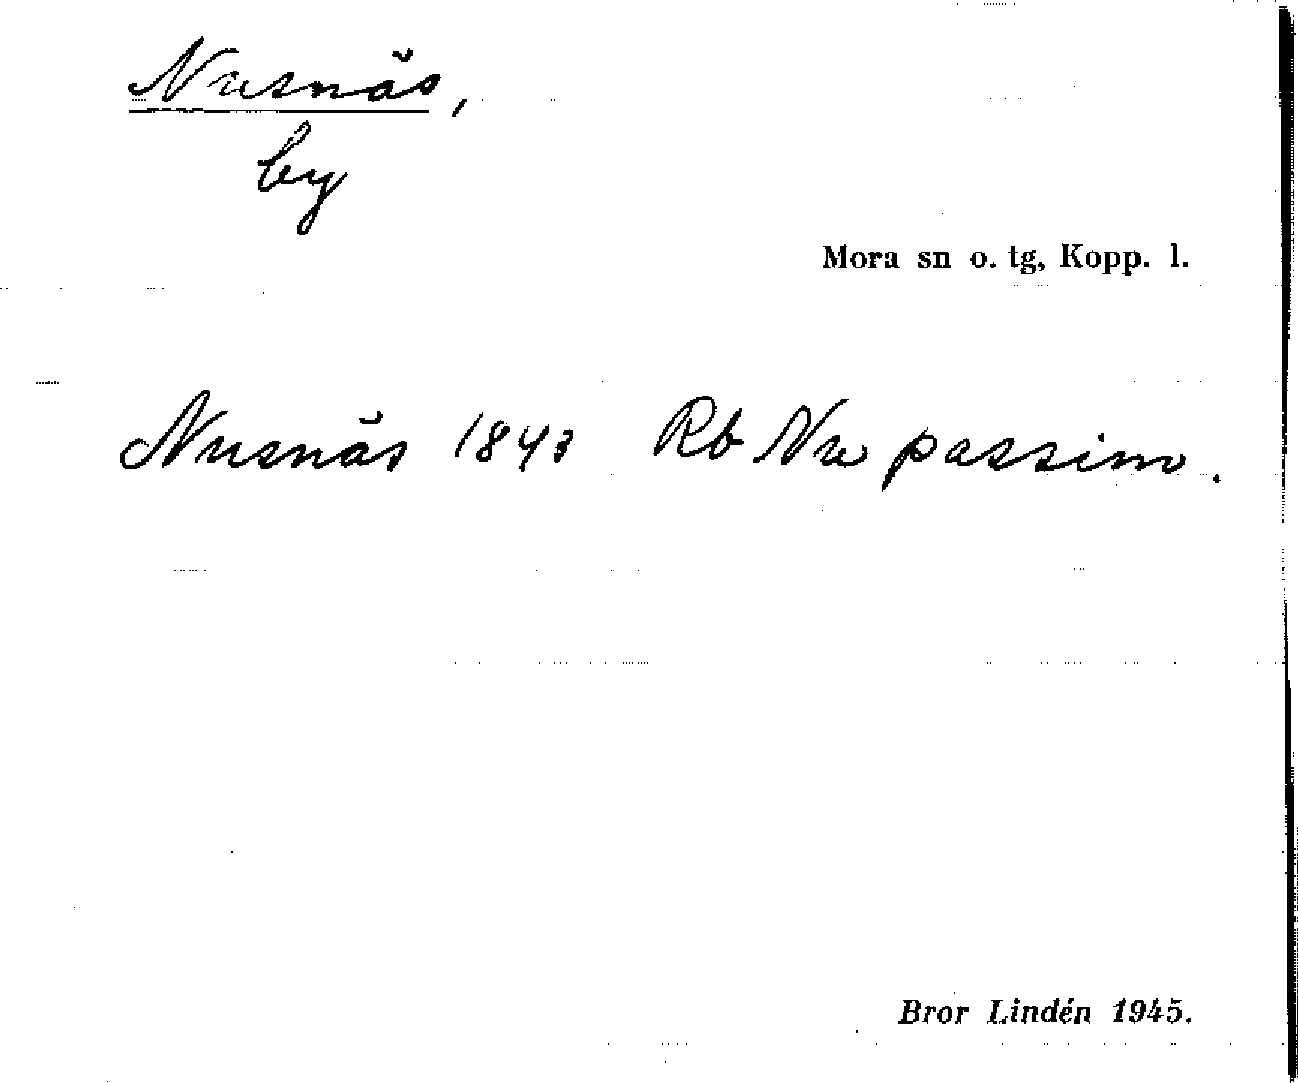 Nusnäs,
by
Mora sn o. tg, Kopp. l.
Nusnäs 1843 Rb Nu passim.
Bror Lindén 1945.